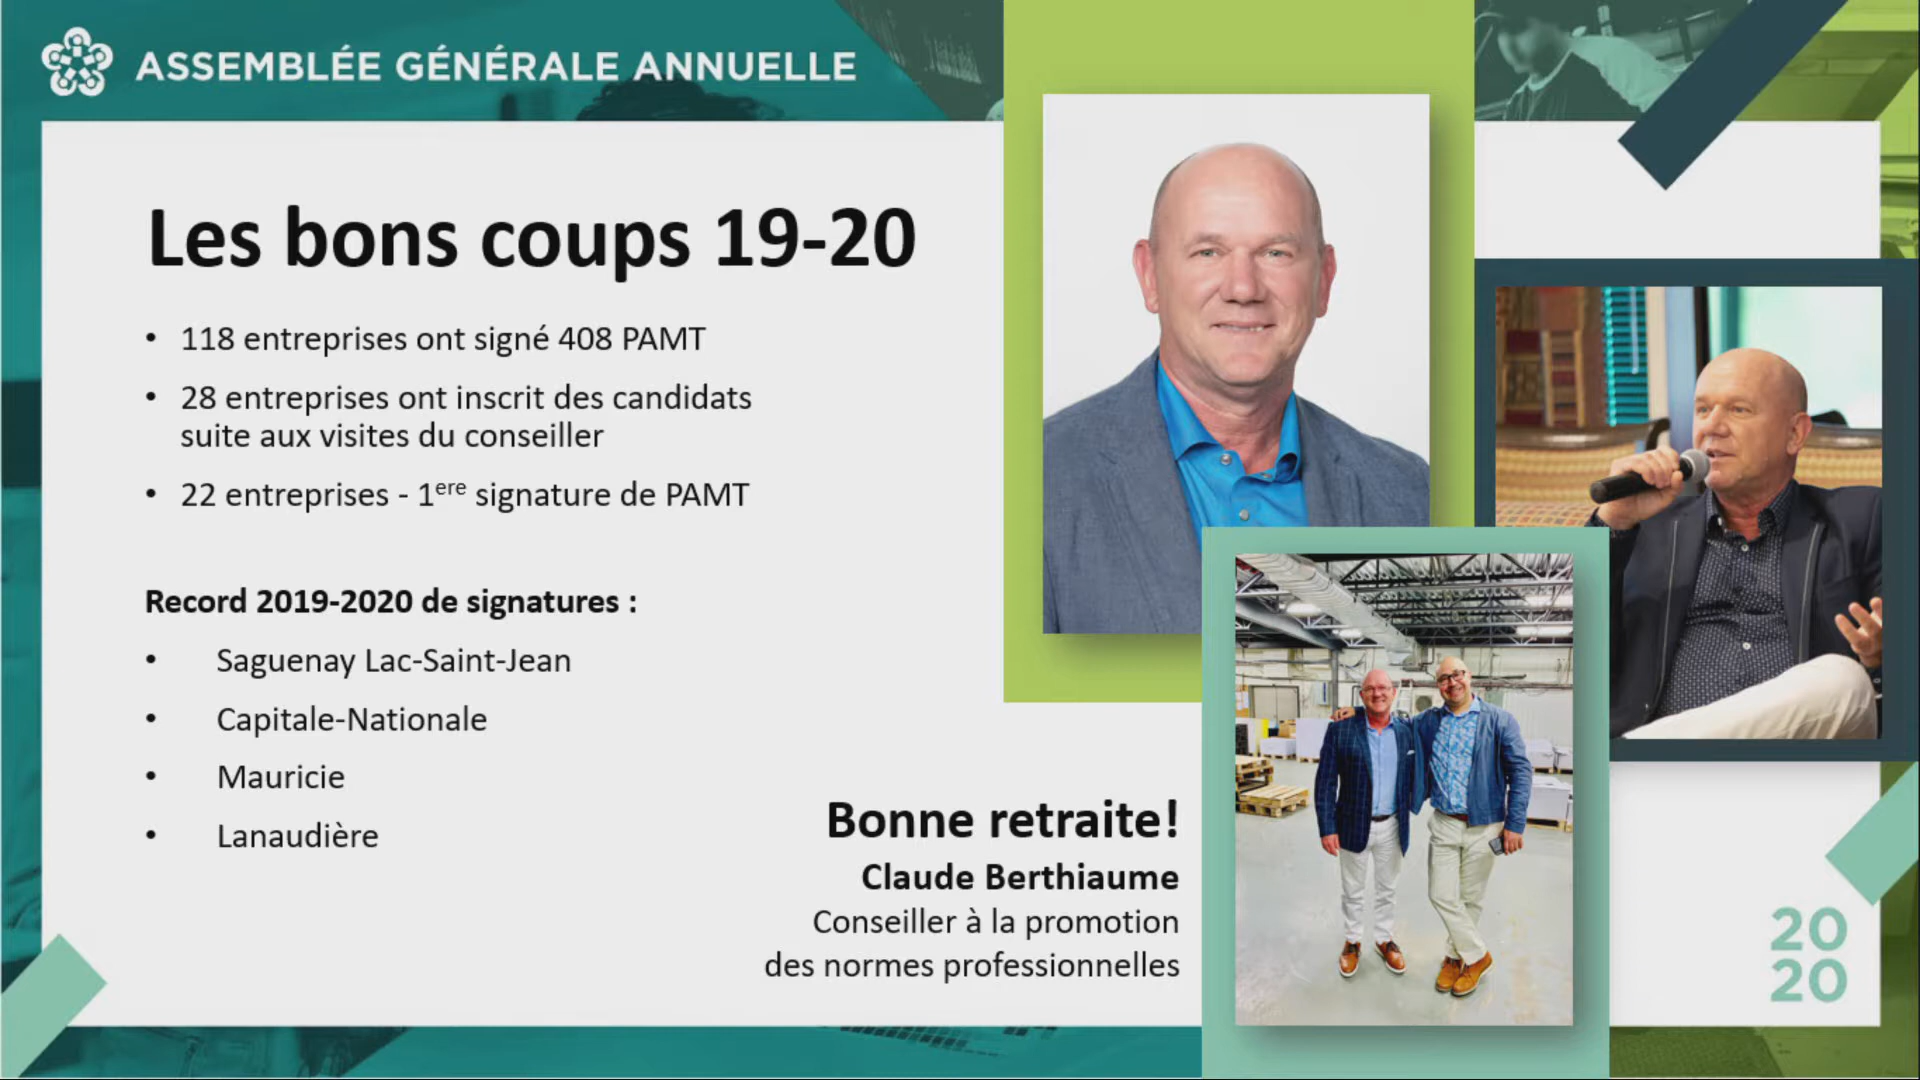 ASSEMBLÉE GÉNÉRALE ANNUELLE
Les bons coups 19-20
• 118 entreprises ont signé 408 PAMT
• 28 entreprises ont inscrit des candidats
suite aux visites du conseiller
• 22 entreprises - 1ere signature de PAMT
Record 2019-2020 de signatures :
• Saguenay Lac-Saint-Jean
• Capitale-Nationale
• Mauricie
• Lanaudière
Bonne retraite!
Claude Berthiaume
Conseiller à la promotion
des normes professionnelles
20
20